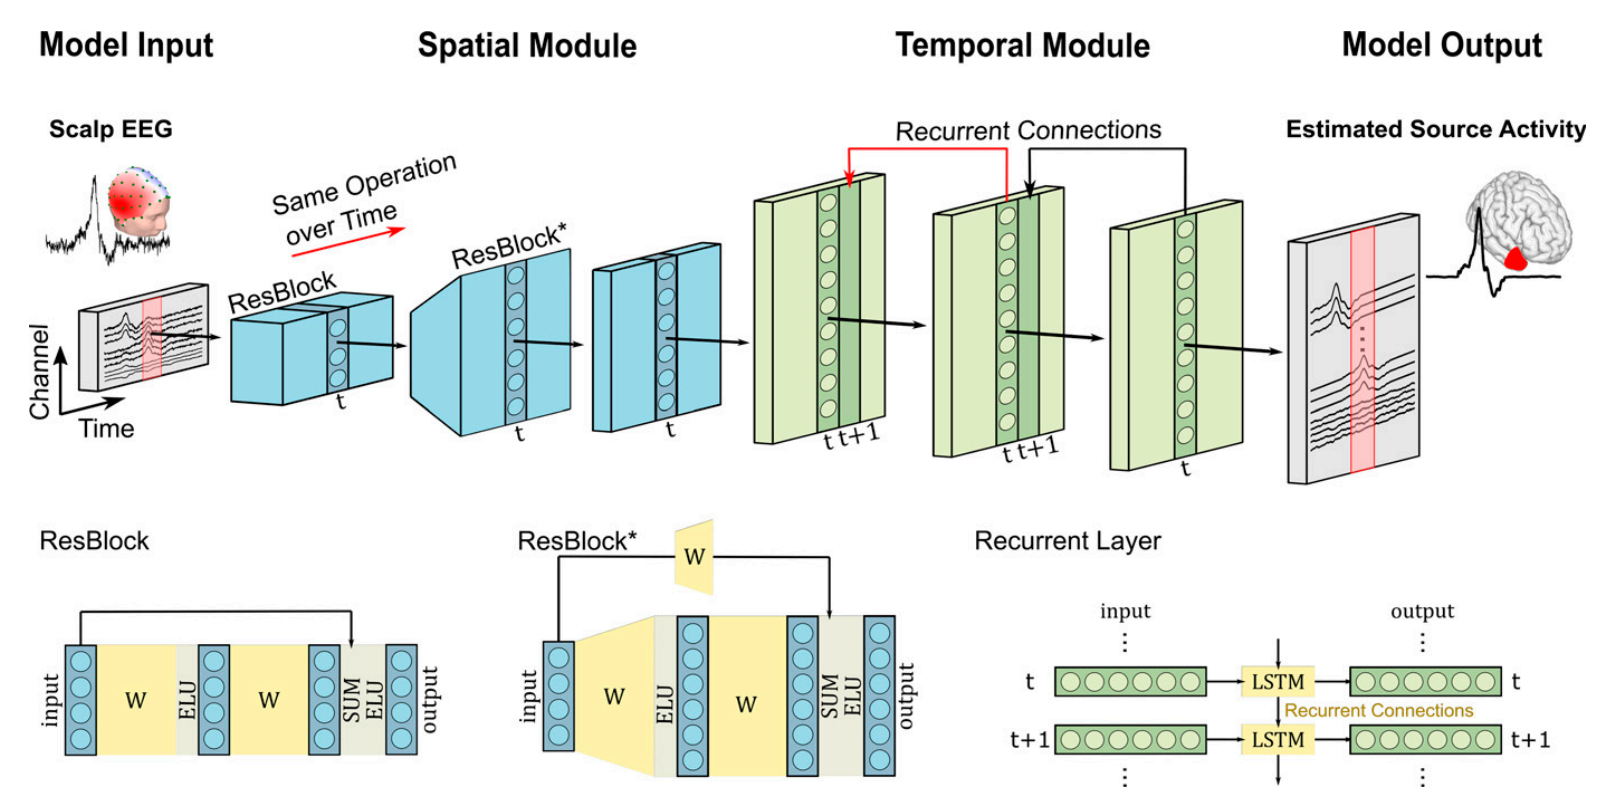 Model Input
Spatial Module
Temporal Module
Model Output
Scalp EEG
Same Operation
over Time
Recurrent Connections
Estimated Source Activity
ResBlock
ResBlock*
Channel
Time
t
t
t
t t+1
t t+1
t
ResBlock
input
W
ELU
W
SUM
ELU
output
ResBlock*
W
input
W
ELU
W
SUM
ELU
output
Recurrent Layer
input
output
⋮
⋮
t
LSTM
t
Recurrent Connections
t+1
LSTM
t+1
⋮
⋮